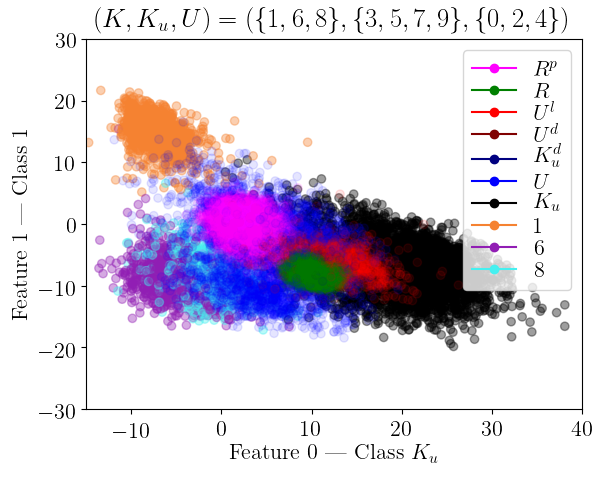 (K, K_u, U) = ({1, 6, 8}, {3, 5, 7, 9}, {0, 2, 4})
30
20
10
0
−10
−20
−30
Feature 1 — Class 1
R^p
R
U^l
U^d
K_u^d
U
K_u
1
6
8
−10
0
10
20
30
40
Feature 0 — Class K_u